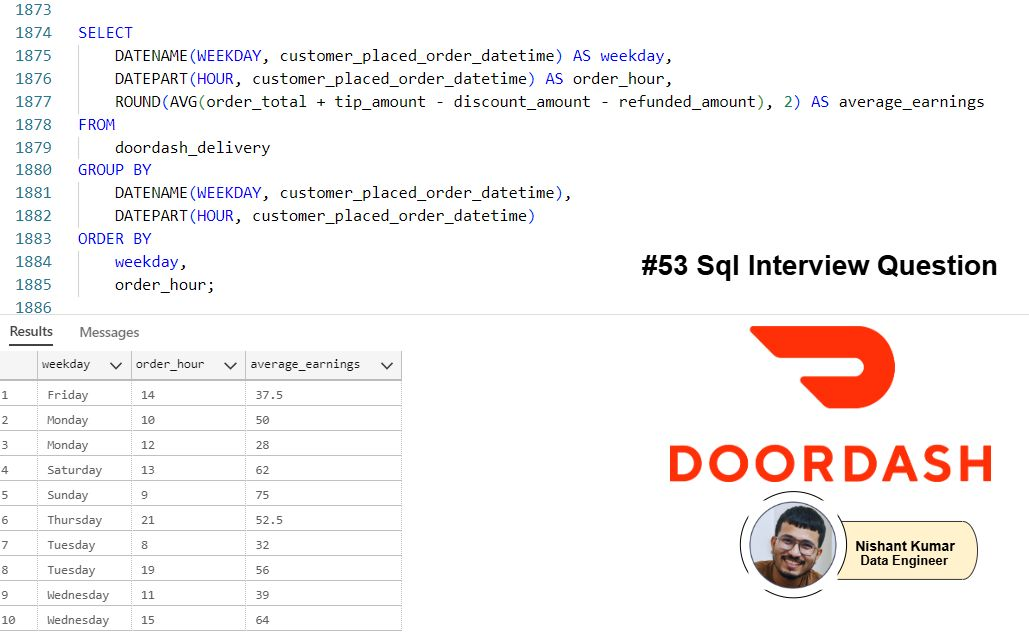 1873
1874 SELECT
1875 DATENAME(WEEKDAY, customer_placed_order_datetime) AS weekday,
1876 DATEPART(HOUR, customer_placed_order_datetime) AS order_hour,
1877 ROUND(AVG(order_total + tip_amount - discount_amount - refunded_amount), 2) AS average_earnings
1878 FROM
1879 doordash_delivery
1880 GROUP BY
1881 DATENAME(WEEKDAY, customer_placed_order_datetime),
1882 DATEPART(HOUR, customer_placed_order_datetime)
1883 ORDER BY
1884 weekday,
1885 order_hour;
1886
#53 Sql Interview Question
Results Messages
weekday order_hour average_earnings
1 Friday 14 37.5
2 Monday 10 50
3 Monday 12 28
4 Saturday 13 62
5 Sunday 9 75
6 Thursday 21 52.5
7 Tuesday 8 32
8 Tuesday 19 56
9 Wednesday 11 39
10 Wednesday 15 64
DOORDASH
Nishant Kumar
Data Engineer